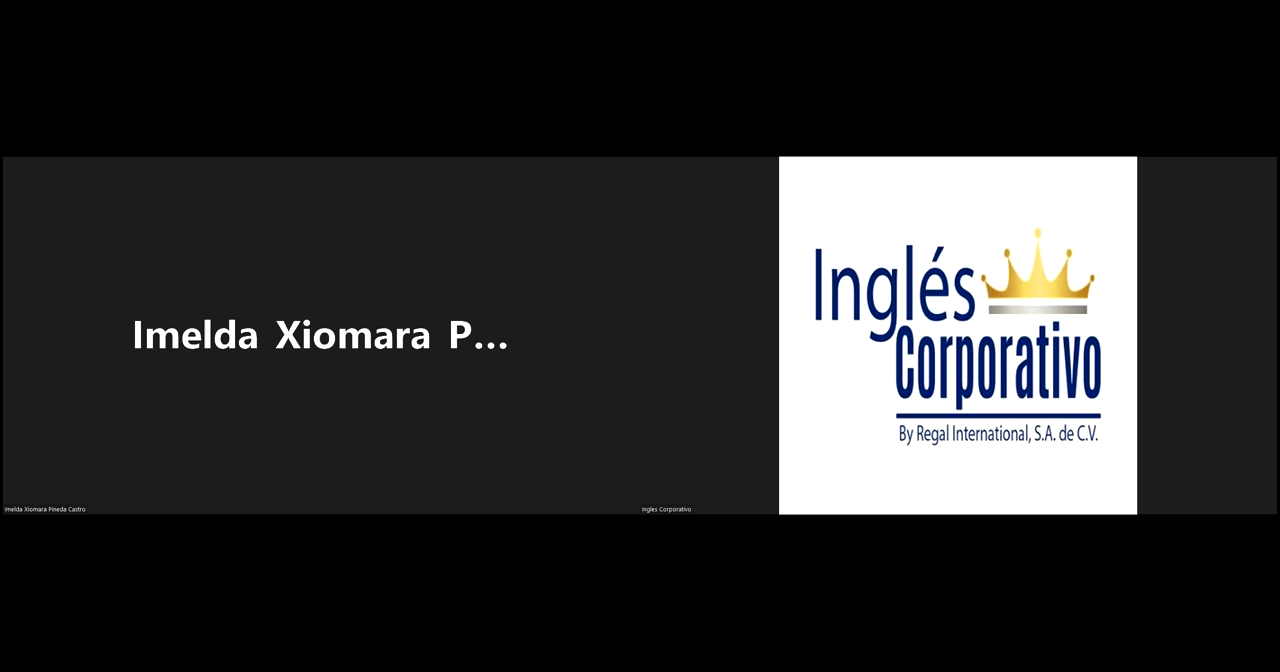 Imelda Xiomara P...
Imelda Xiomara Pineda Castro
Inglés
Corporativo
By Regal International, S.A. de C.V.
Ingles Corporativo